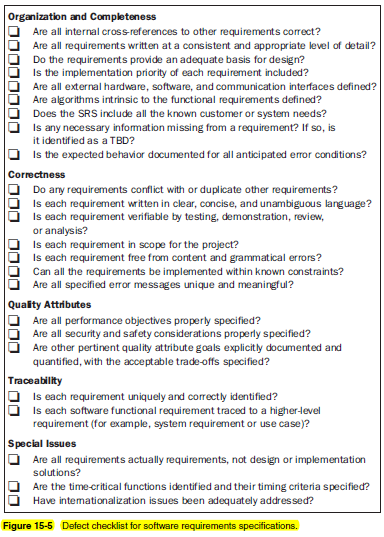 Organization and Completeness
Are all internal cross-references to other requirements correct?
Are all requirements written at a consistent and appropriate level of detail?
Do the requirements provide an adequate basis for design?
Is the implementation priority of each requirement included?
Are all external hardware, software, and communication interfaces defined?
Are algorithms intrinsic to the functional requirements defined?
Does the SRS include all the known customer or system needs?
Is any necessary information missing from a requirement? If so, is
it identified as a TBD?
Is the expected behavior documented for all anticipated error conditions?
Correctness
Do any requirements conflict with or duplicate other requirements?
Is each requirement written in clear, concise, and unambiguous language?
Is each requirement verifiable by testing, demonstration, review,
or analysis?
Is each requirement in scope for the project?
Is each requirement free from content and grammatical errors?
Can all the requirements be implemented within known constraints?
Are all specified error messages unique and meaningful?
Quality Attributes
Are all performance objectives properly specified?
Are all security and safety considerations properly specified?
Are other pertinent quality attribute goals explicitly documented and
quantified, with the acceptable trade-offs specified?
Traceability
Is each requirement uniquely and correctly identified?
Is each software functional requirement traced to a higher-level
requirement (for example, system requirement or use case)?
Special Issues
Are all requirements actually requirements, not design or implementation
solutions?
Are the time-critical functions identified and their timing criteria specified?
Have internationalization issues been adequately addressed?
Figure 15-5 Defect checklist for software requirements specifications.